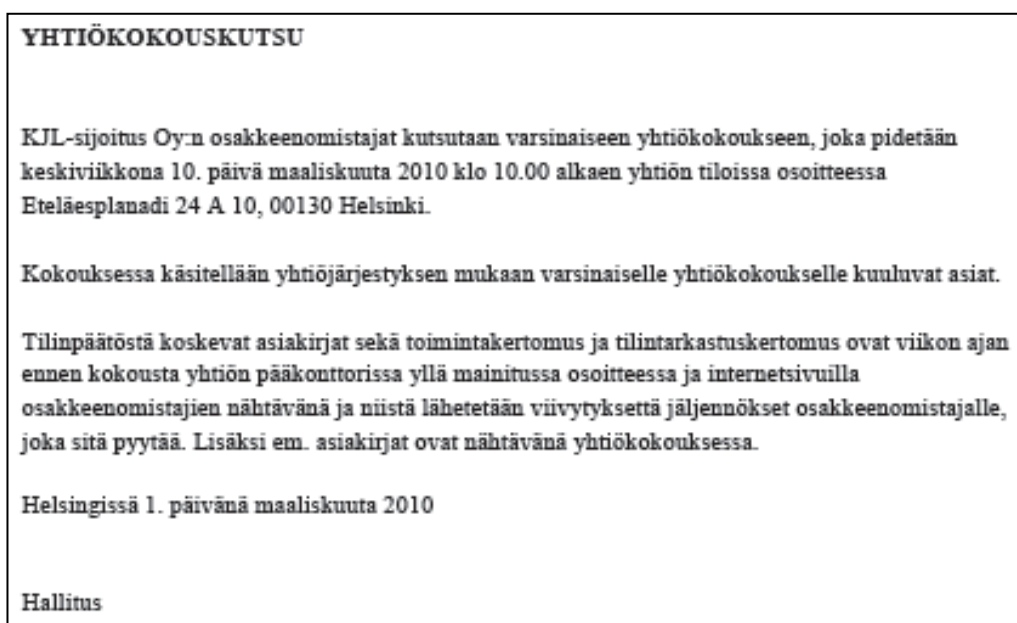 YHTIÖKOKOUSKUTSU
KJL-sijoitus Oy:n osakkeenomistajat kutsutaan varsinaiseen yhtiökokoukseen, joka pidetään
keskiviikkona 10. päivä maaliskuuta 2010 klo 10.00 alkaen yhtiön tiloissa osoitteessa
Eteläesplanadi 24 A 10, 00130 Helsinki.
Kokouksessa käsitellään yhtiöjärjestyksen mukaan varsinaiselle yhtiökokoukselle kuuluvat asiat.
Tilinpäätöstä koskevat asiakirjat sekä toimintakertomus ja tilintarkastuskertomus ovat viikon ajan
ennen kokousta yhtiön pääkonttorissa yllä mainitussa osoitteessa ja internetsivuilla
osakkeenomistajien nähtävänä ja niistä lähetetään viivytyksettä jäljennökset osakkeenomistajalle,
joka sitä pyytää. Lisäksi em. asiakirjat ovat nähtävänä yhtiökokouksessa.
Helsingissä 1. päivänä maaliskuuta 2010
Hallitus